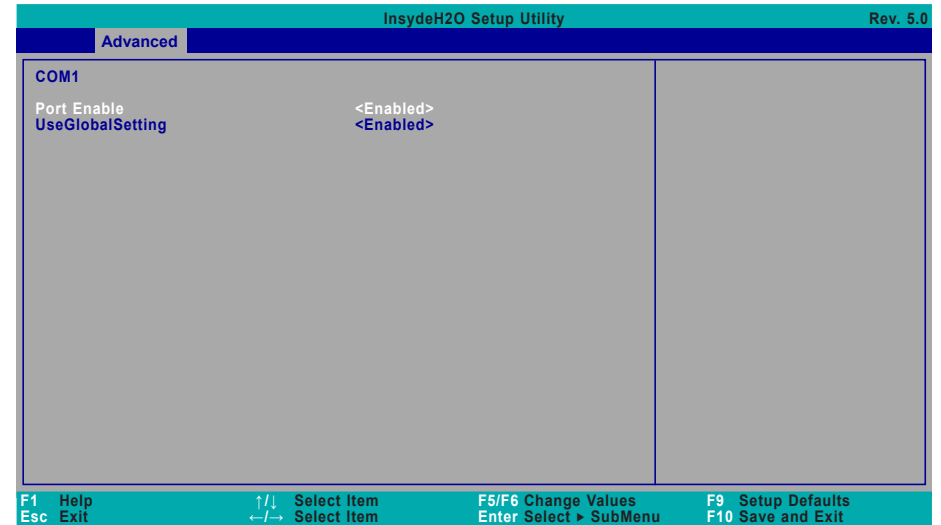 InsydeH2O Setup Utility Rev. 5.0
Advanced
COM1
Port Enable <Enabled>
UseGlobalSetting <Enabled>
F1 Help ↑/↓ Select Item F5/F6 Change Values F9 Setup Defaults
Esc Exit ←/→ Select Item Enter Select ▶ SubMenu F10 Save and Exit